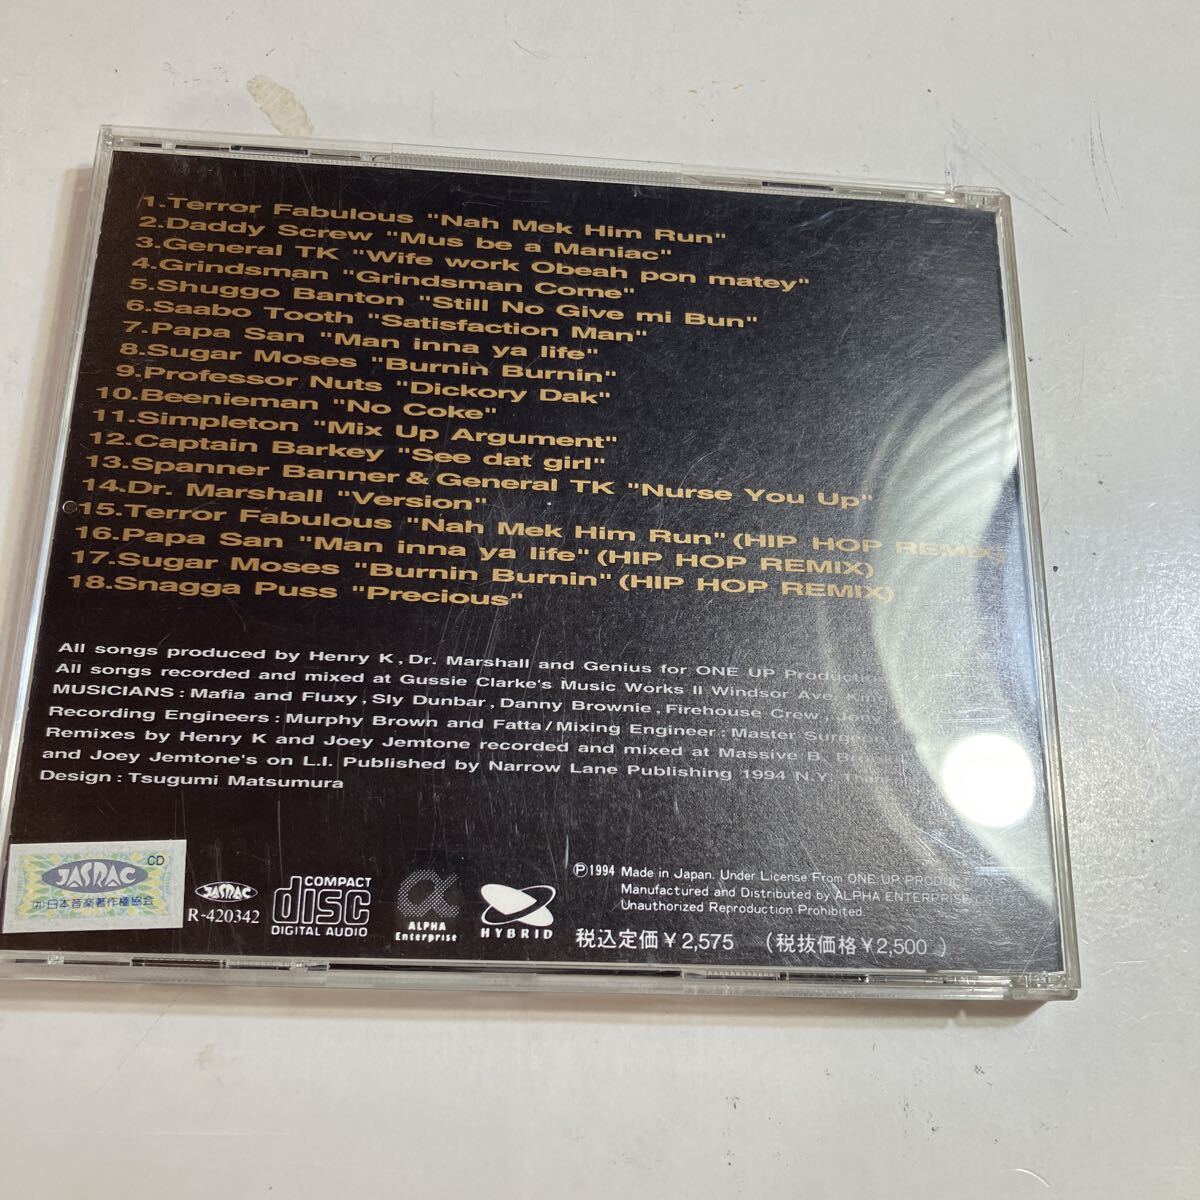 1.Terror Fabulous "Nah Mek Him Run"
2.Daddy Screw "Mus be a Maniac"
3.General TK "Wife work Obeah pon matey"
4.Grindsman "Grindsman Come"
5.Shuggo Banton "Still No Give mi Bun"
6.Saabo Tooth "Satisfaction Man"
7.Papa San "Man inna ya life"
8.Sugar Moses "Burnin Burnin"
9.Professor Nuts "Dickory Dak"
10.Beenieman "No Coke"
11.Simpleton "Mix Up Argument"
12.Captain Barkey "See dat girl"
13.Spanner Banner & General TK "Nurse You Up"
14.Dr. Marshall "Version"
15.Terror Fabulous "Nah Mek Him Run" (HIP HOP REMIX)
16.Papa San "Man inna ya life" (HIP HOP REMIX)
17.Sugar Moses "Burnin Burnin" (HIP HOP REMIX)
18.Snagga Puss "Precious"
All songs produced by Henry K, Dr. Marshall and Genius for ONE UP
All songs recorded and mixed at Gussie Clarke's Music Works II Windsor Ave.
MUSICIANS : Mafia and Fluxy, Sly Dunbar, Danny Brownie, Firehouse Crew,
Recording Engineers : Murphy Brown and Fatta / Mixing Engineer : Master
Remixes by Henry K and Joey Jemtone recorded and mixed at Massive B,
and Joey Jemtone's on L.I. Published by Narrow Lane Publishing 1994 N.Y.
Design : Tsugumi Matsumura
JASRAC
CD
(社)日本音楽著作権協会
JASRAC
R-420342
COMPACT
disc
DIGITAL AUDIO
ALPHA
Enterprise
HYBRID
Ⓟ1994 Made in Japan. Under License From ONE UP
Manufactured and Distributed by ALPHA ENTERPRISE
Unauthorized Reproduction Prohibited.
税込定価¥2,575 (税抜価格¥2,500)